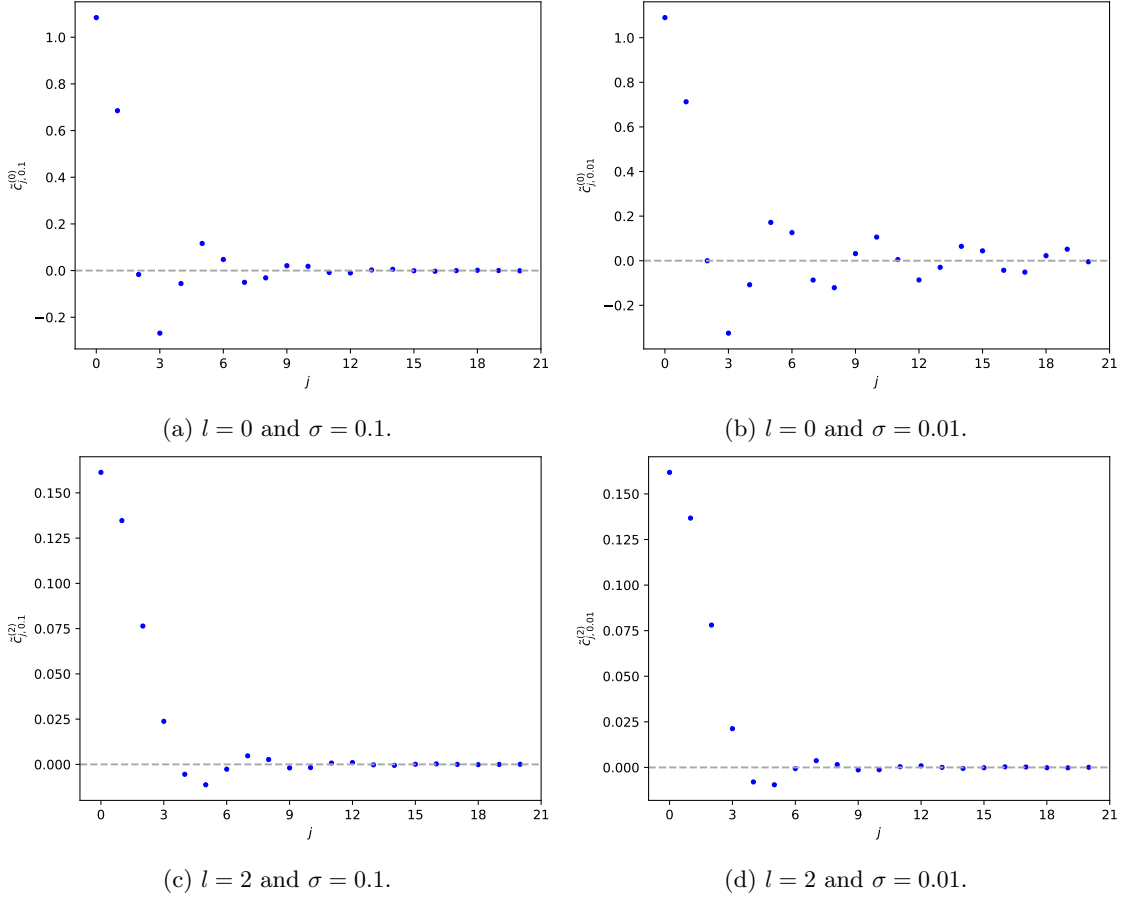 1.0
0.8
0.6
0.4
0.2
0.0
−0.2
c̃^{(0)}_{j,0.1}
0 3 6 9 12 15 18 21
j
(a) l = 0 and σ = 0.1.
1.0
0.8
0.6
0.4
0.2
0.0
−0.2
c̃^{(0)}_{j,0.01}
0 3 6 9 12 15 18 21
j
(b) l = 0 and σ = 0.01.
0.150
0.125
0.100
0.075
0.050
0.025
0.000
c̃^{(2)}_{j,0.1}
0 3 6 9 12 15 18 21
j
(c) l = 2 and σ = 0.1.
0.150
0.125
0.100
0.075
0.050
0.025
0.000
c̃^{(2)}_{j,0.01}
0 3 6 9 12 15 18 21
j
(d) l = 2 and σ = 0.01.